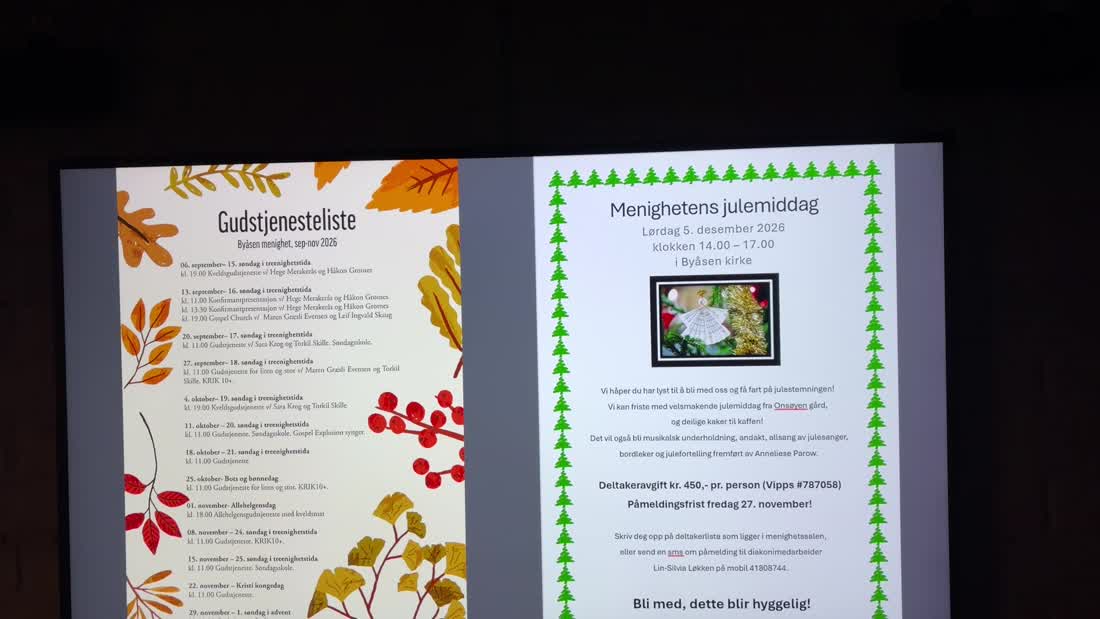 Gudstjenesteliste
Byåsen menighet, sep-nov 2026
06. september– 15. søndag i treenighetstida
kl. 19.00 Kveldsgudstjeneste v/ Hege Merakerås og Håkon Gromes
13. september– 16. søndag i treenighetstida
kl. 11.00 Konfirmantpresentasjon v/ Hege Merakerås og Håkon Gromes
kl. 13.30 Konfirmantpresentasjon v/ Hege Merakerås og Håkon Gromes
kl. 19.00 Gospel Church v/ Maren Græsli Evensen og Leif Ingvald Skaug
20. september– 17. søndag i treenighetstida
kl. 11.00 Gudstjeneste v/ Sara Kreg og Torkil Skille. Søndagsskole.
27. september– 18. søndag i treenighetstida
kl. 11.00 Gudstjeneste for liten og stor v/ Maren Græsli Evensen og Torkil
Skille. KRIK 10+.
4. oktober– 19. søndag i treenighetstida
kl. 19.00 Kveldsgudstjeneste v/ Sara Kreg og Torkil Skille
11. oktober – 20. søndag i treenighetstida
kl. 11.00 Gudstjeneste. Søndagsskole. Gospel Explosion synger.
18. oktober – 21. søndag i treenighetstida
kl. 11.00 Gudstjeneste
25. oktober- Bots og bønnedag
kl. 11.00 Gudstjeneste for liten og stor. KRIK10+.
01. november- Allehelgensdag
kl. 18.00 Allehelgensgudstjeneste med kveldsmat
08. november – 24. søndag i treenighetstida
kl. 11.00 Gudstjeneste. KRIK10+.
15. november – 25. søndag i treenighetstida
kl. 11.00 Gudstjeneste. Søndagsskole.
22. november – Kristi kongedag
kl. 11.00 Gudstjeneste.
29. november – 1. søndag i advent
Menighetens julemiddag
Lørdag 5. desember 2026
klokken 14.00 – 17.00
i Byåsen kirke
Vi håper du har lyst til å bli med oss og få fart på julestemningen!
Vi kan friste med velsmakende julemiddag fra Onsøyen gård,
og deilige kaker til kaffen!
Det vil også bli musikalsk underholdning, andakt, allsang av julesanger,
bordleker og julefortelling fremført av Anneliese Parow.
Deltakeravgift kr. 450,- pr. person (Vipps #787058)
Påmeldingsfrist fredag 27. november!
Skriv deg opp på deltakerlista som ligger i menighetssalen,
eller send en sms om påmelding til diakonimedarbeider
Lin-Silvia Løkken på mobil 41808744.
Bli med, dette blir hyggelig!